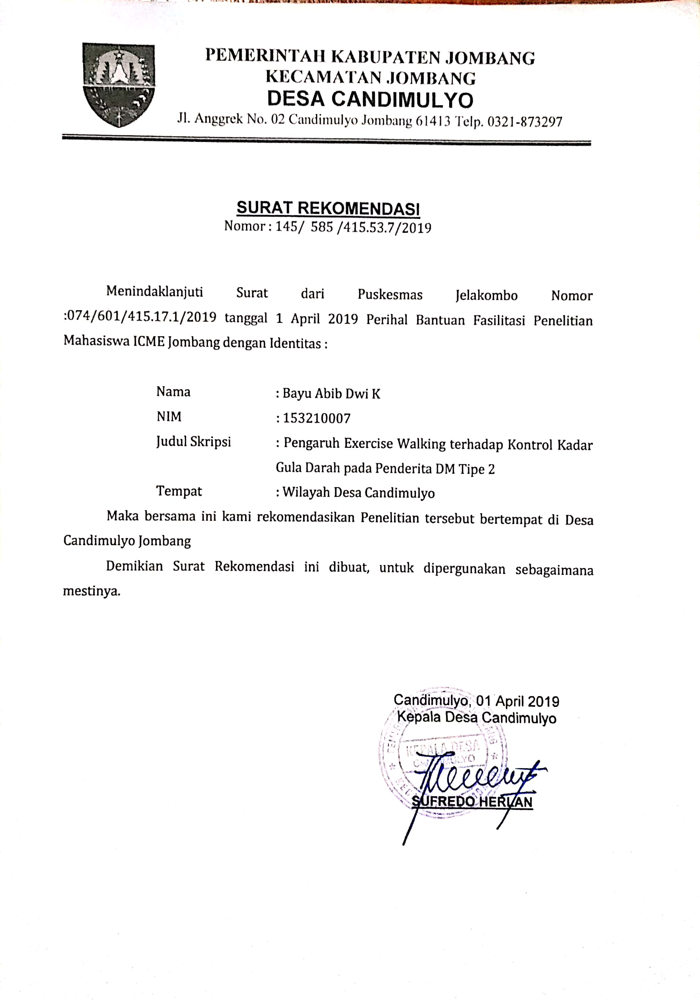 PEMERINTAH KABUPATEN JOMBANG
KECAMATAN JOMBANG
DESA CANDIMULYO
Jl. Anggrek No. 02 Candimulyo Jombang 61413 Telp. 0321-873297
SURAT REKOMENDASI
Nomor : 145/ 585 /415.53.7/2019
Menindaklanjuti Surat dari Puskesmas Jelakombo Nomor
:074/601/415.17.1/2019 tanggal 1 April 2019 Perihal Bantuan Fasilitasi Penelitian
Mahasiswa ICME Jombang dengan Identitas :
Nama : Bayu Abib Dwi K
NIM : 153210007
Judul Skripsi : Pengaruh Exercise Walking terhadap Kontrol Kadar
Gula Darah pada Penderita DM Tipe 2
Tempat : Wilayah Desa Candimulyo
Maka bersama ini kami rekomendasikan Penelitian tersebut bertempat di Desa
Candimulyo Jombang
Demikian Surat Rekomendasi ini dibuat, untuk dipergunakan sebagaimana
mestinya.
Candimulyo, 01 April 2019
Kepala Desa Candimulyo
KEPALA DESA
CANDIMULYO
SUFREDO HERLAN